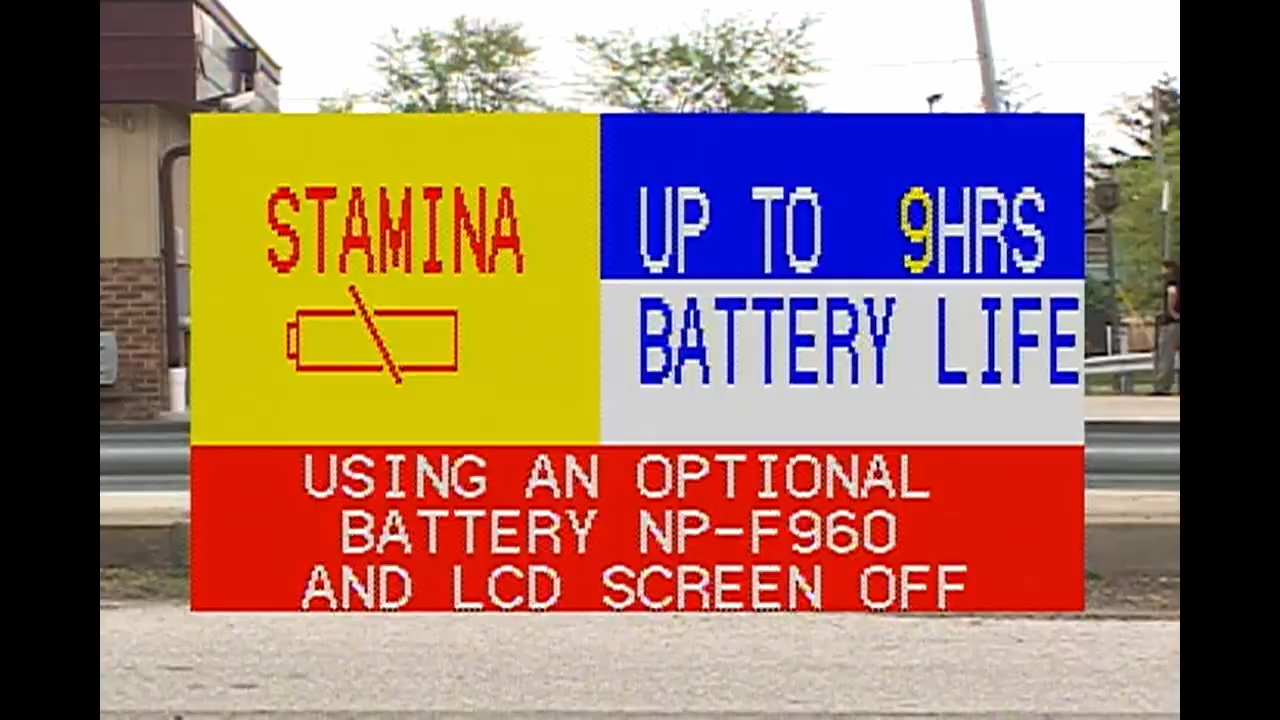 STAMINA
UP TO 9HRS
BATTERY LIFE
USING AN OPTIONAL
BATTERY NP-F960
AND LCD SCREEN OFF